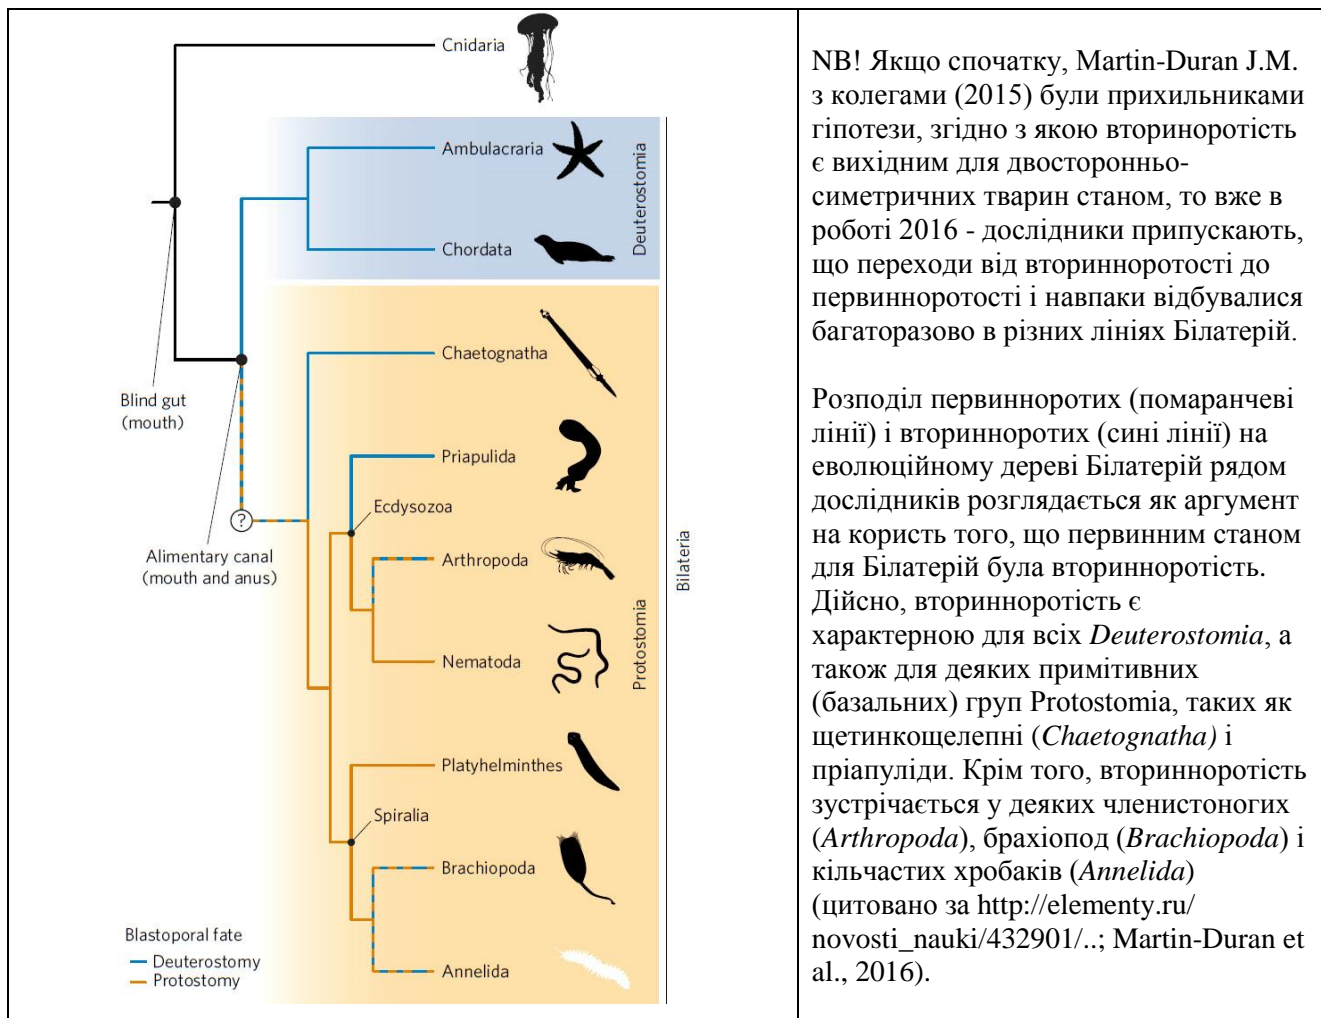 Cnidaria
Ambulacraria
Chordata
Deuterostomia
Chaetognatha
Blind gut
(mouth)
Priapulida
Ecdysozoa
?
Alimentary canal
(mouth and anus)
Arthropoda
Nematoda
Protostomia
Bilateria
Platyhelminthes
Spiralia
Brachiopoda
Annelida
Blastoporal fate
Deuterostomy
Protostomy
NB! Якщо спочатку, Martin-Duran J.M.
з колегами (2015) були прихильниками
гіпотези, згідно з якою вториноротість
є вихідним для двосторонньо-
симетричних тварин станом, то вже в
роботі 2016 - дослідники припускають,
що переходи від вторинноротості до
первинноротості і навпаки відбувалися
багаторазово в різних лініях Білатерій.
Розподіл первинноротих (помаранчеві
лінії) і вторинноротих (сині лінії) на
еволюційному дереві Білатерій рядом
дослідників розглядається як аргумент
на користь того, що первинним станом
для Білатерій була вторинноротість.
Дійсно, вторинноротість є
характерною для всіх Deuterostomia, а
також для деяких примітивних
(базальних) груп Protostomia, таких як
щетинкощелепні (Chaetognatha) і
пріапуліди. Крім того, вторинноротість
зустрічається у деяких членистоногих
(Arthropoda), брахіопод (Brachiopoda) і
кільчастих хробаків (Annelida)
(цитовано за http://elementy.ru/
novosti_nauki/432901/..; Martin-Duran et
al., 2016).